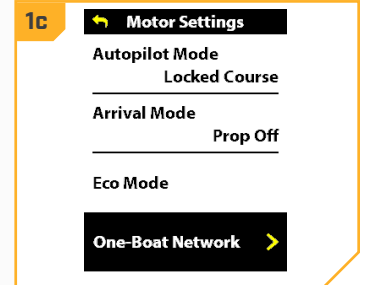 1c
Motor Settings
Autopilot Mode
Locked Course
Arrival Mode
Prop Off
Eco Mode
One-Boat Network